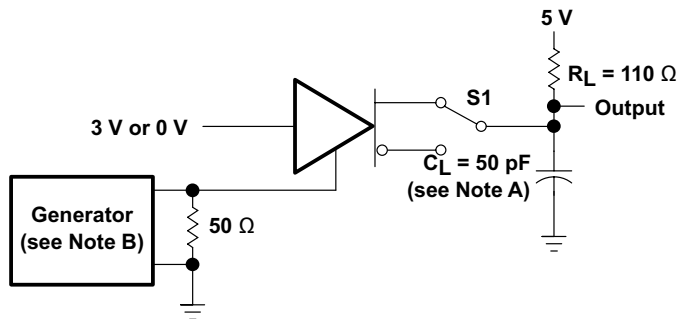 5 V
R_L = 110 Ω
S1
Output
3 V or 0 V
C_L = 50 pF
(see Note A)
Generator
(see Note B)
50 Ω